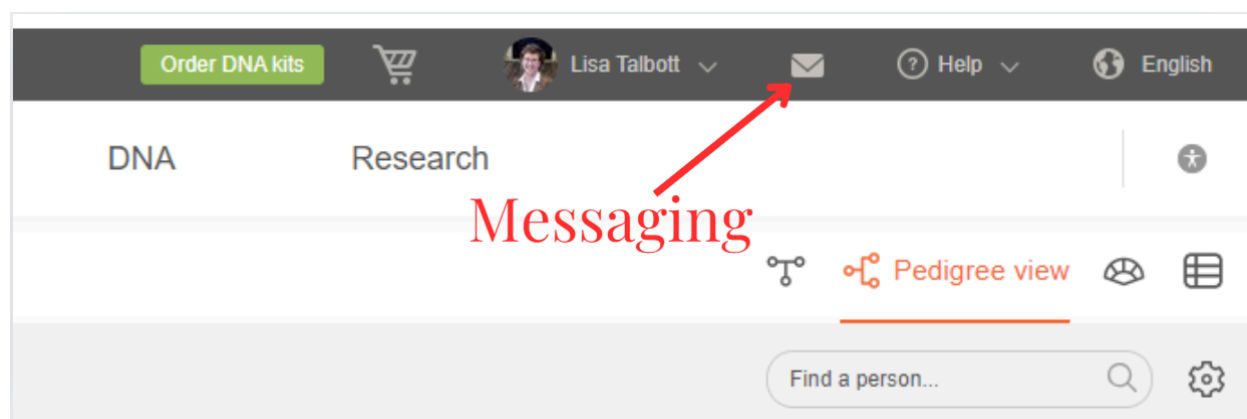 Order DNA kits Lisa Talbott Help English
DNA Research
Messaging
Pedigree view
Find a person...